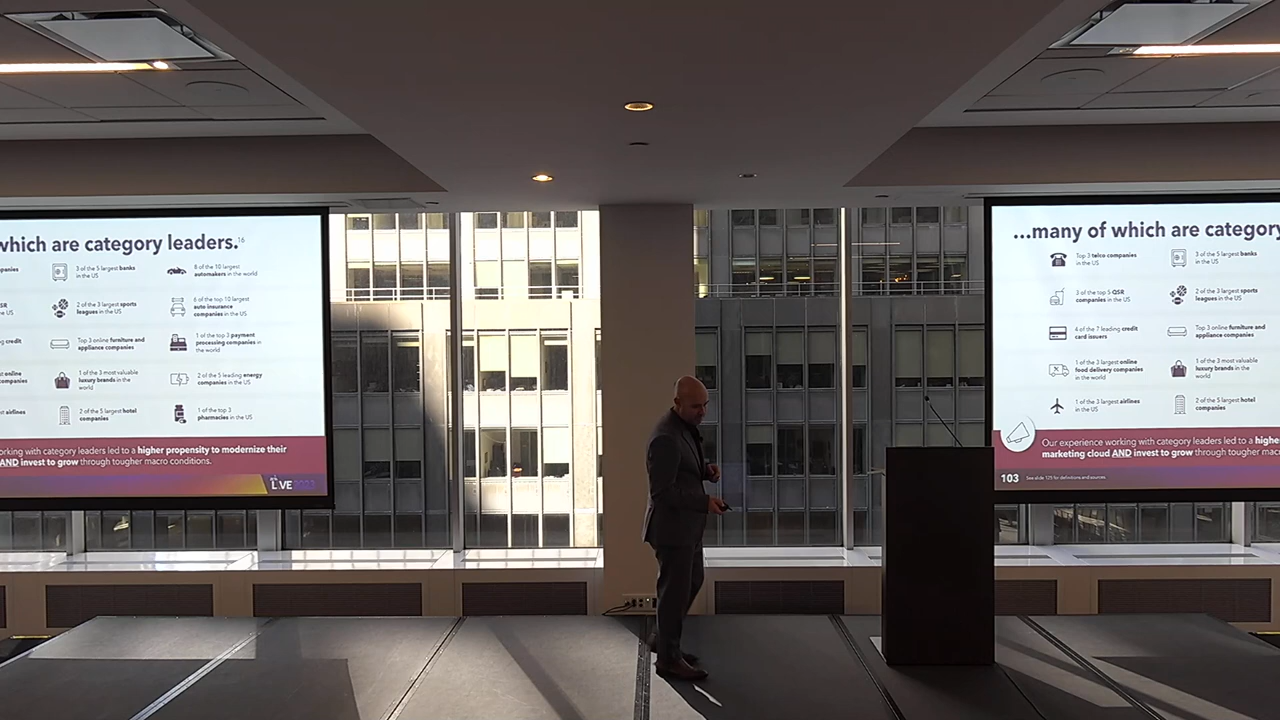 which are category leaders.16
3 of the 5 largest banks
in the US
8 of the 10 largest
automakers in the world
2 of the 3 largest sports
leagues in the US
6 of the top 10 largest
auto insurance
companies in the US
Top 3 online furniture and
appliance companies
1 of the top 3 payment
processing companies in
the world
1 of the 3 most valuable
luxury brands in the
world
2 of the 5 leading energy
companies in the US
2 of the 5 largest hotel
companies
1 of the top 3
pharmacies in the US
orking with category leaders led to a higher propensity to modernize their
AND invest to grow through tougher macro conditions.
LIVE2022
...many of which are category
Top 3 telco companies
in the US
3 of the 5 largest banks
in the US
3 of the top 5 QSR
companies in the US
2 of the 3 largest sports
leagues in the US
4 of the 7 leading credit
card issuers
Top 3 online furniture and
appliance companies
1 of the 3 largest online
food delivery companies
in the world
1 of the 3 most valuable
luxury brands in the
world
1 of the 3 largest airlines
in the US
2 of the 5 largest hotel
companies
Our experience working with category leaders led to a highe
marketing cloud AND invest to grow through tougher macr
103
See slide 125 for definitions and sources.